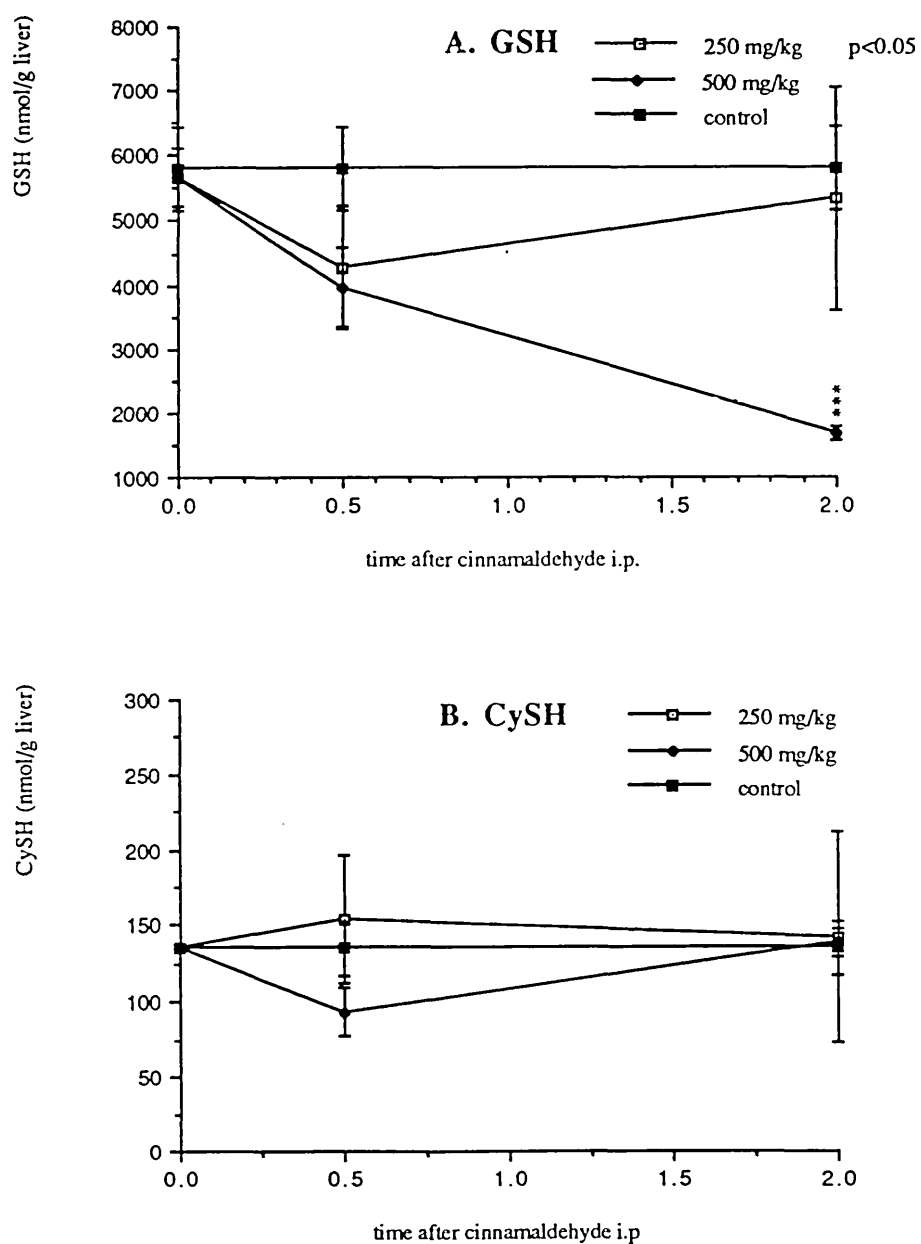 A. GSH
250 mg/kg p<0.05
500 mg/kg
control
GSH (nmol/g liver)
8000
7000
6000
5000
4000
3000
2000
1000
***
0.0 0.5 1.0 1.5 2.0
time after cinnamaldehyde i.p.
B. CySH
250 mg/kg
500 mg/kg
control
CySH (nmol/g liver)
300
250
200
150
100
50
0
0.0 0.5 1.0 1.5 2.0
time after cinnamaldehyde i.p